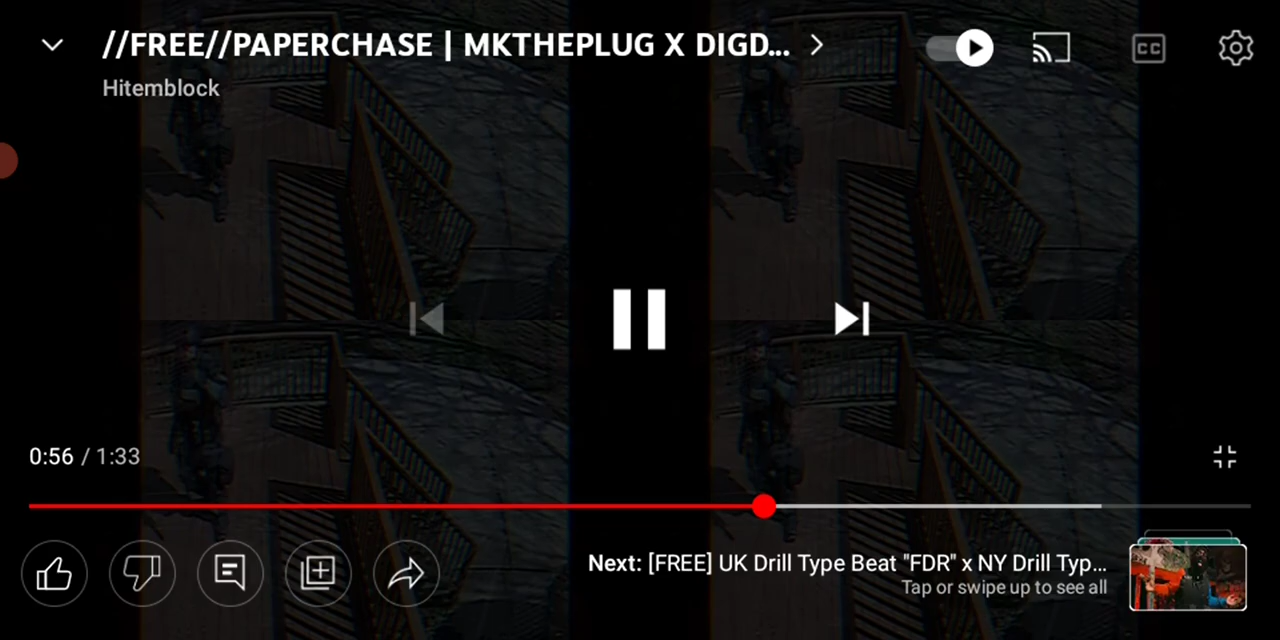 //FREE//PAPERCHASE | MKTHEPLUG X DIGD...
Hitemblock
CC
0:56 / 1:33
Next: [FREE] UK Drill Type Beat "FDR" x NY Drill Typ...
Tap or swipe up to see all